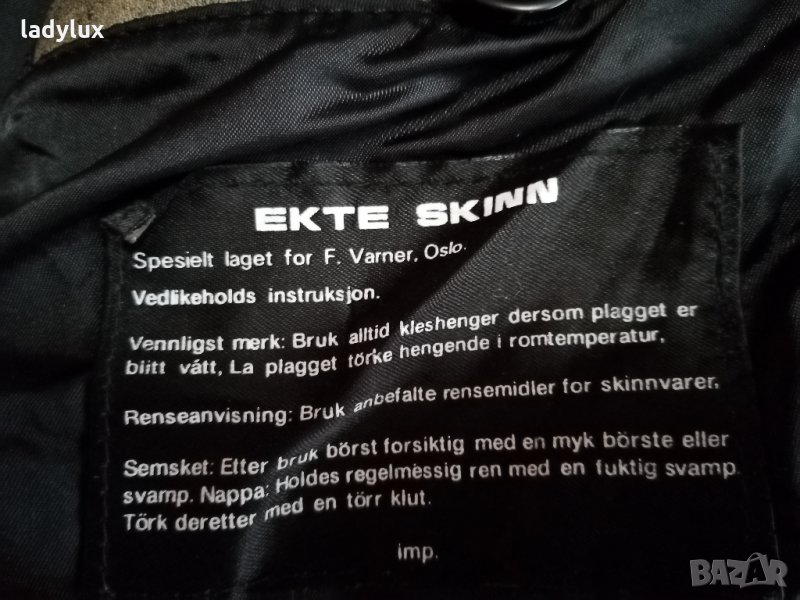 ladylux
EKTE SKINN
Spesielt laget for F. Varner, Oslo.
Vedlikeholds instruksjon.
Vennligst merk: Bruk alltid kleshenger dersom plagget er
blitt vått, La plagget törke hengende i romtemperatur,
Renseanvisning: Bruk anbefalte rensemidler for skinnvarer,
Semsket: Etter bruk börst forsiktig med en myk börste eller
svamp. Nappa: Holdes regelmessig ren med en fuktig svamp.
Törk deretter med en törr klut.
imp.
BAZAR